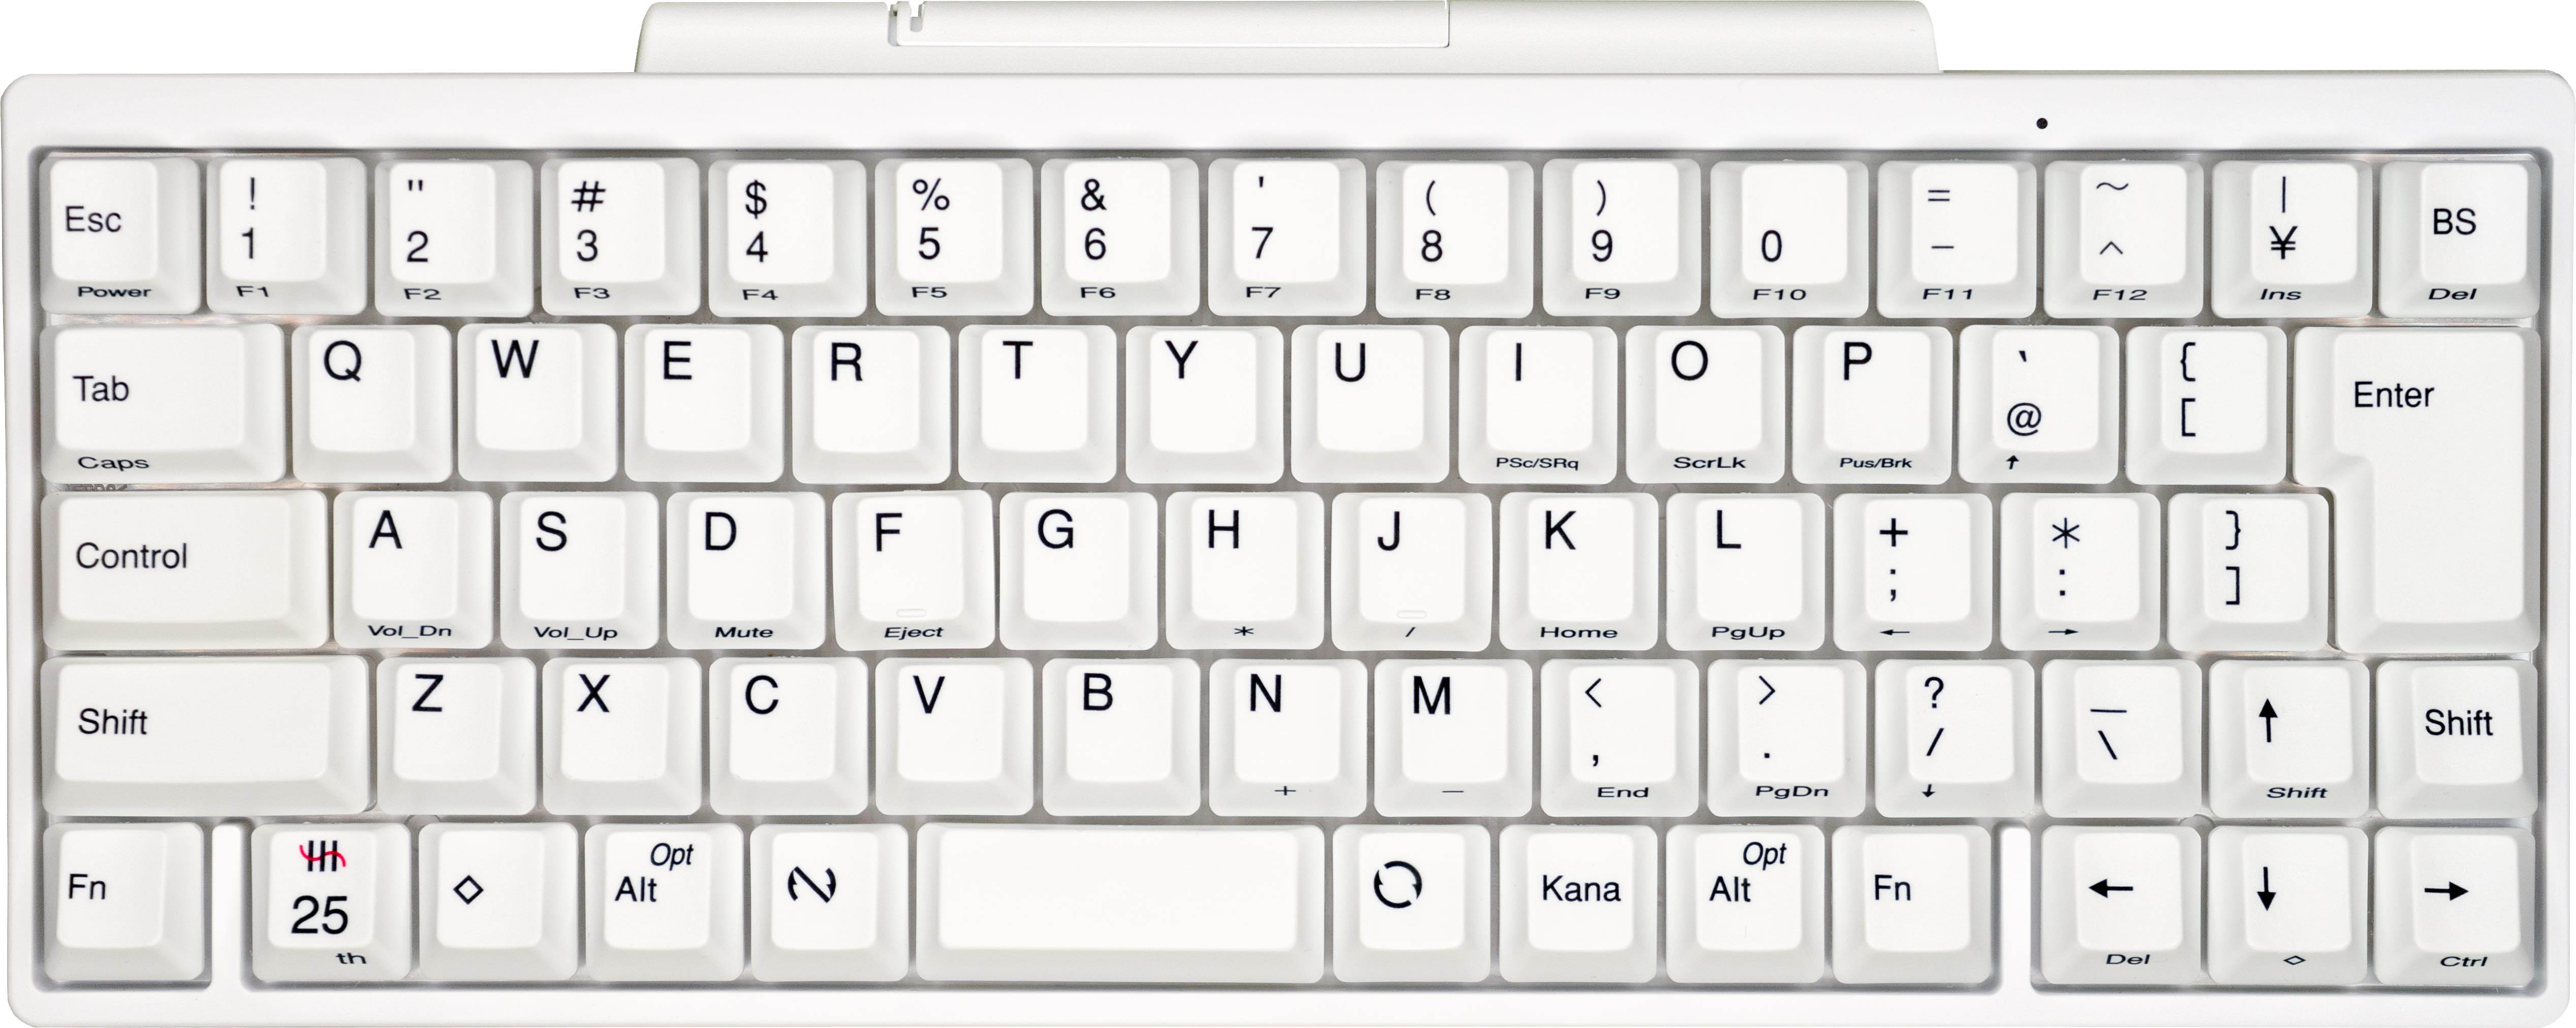 ! " # $ % & ' ( ) = ~ |
Esc 1 2 3 4 5 6 7 8 9 0 - ^ ¥ BS
Power F1 F2 F3 F4 F5 F6 F7 F8 F9 F10 F11 F12 Ins Del
Q W E R T Y U I O P ` {
Tab @ [ Enter
Caps PSc/SRq ScrLk Pus/Brk ↑
A S D F G H J K L + * }
Control ; : ]
Vol_Dn Vol_Up Mute Eject * / Home PgUp ← →
Z X C V B N M < > ? _ ↑
Shift , . / \ Shift
+ - End PgDn ↓ Shift
Opt Opt
Fn 25 ◇ Alt Kana Alt Fn ← ↓ →
th Del ◇ Ctrl